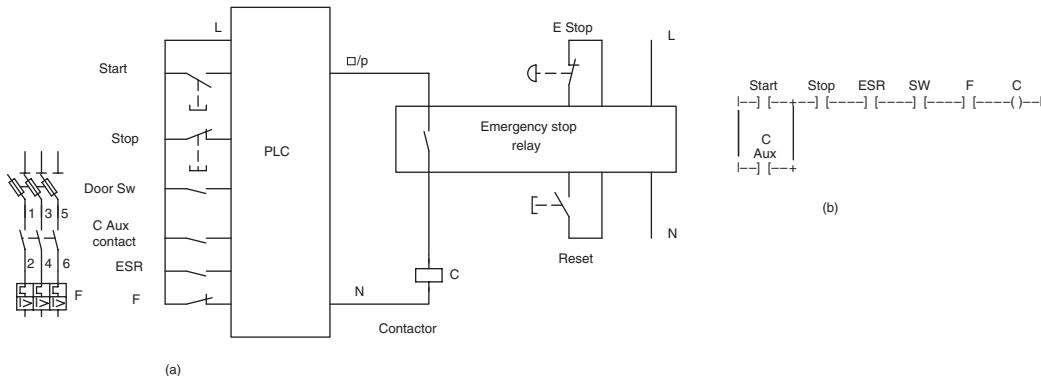 L
Start
Stop
Door Sw
C Aux
contact
ESR
F
PLC
□/p
N
C
Contactor
E Stop
L
Emergency stop
relay
N
Reset
1 3 5
2 4 6
F
I> I> I>
(a)
Start Stop ESR SW F C
|--] [--+--] [----] [----] [----] [----( )--|
C
Aux
|--] [--+
(b)